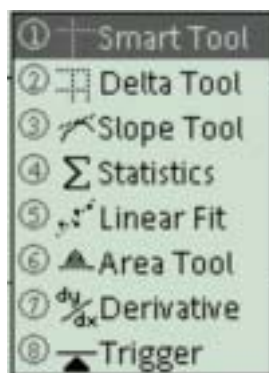 ① Smart Tool
② Delta Tool
③ Slope Tool
④ Σ Statistics
⑤ Linear Fit
⑥ Area Tool
⑦ dy/dx Derivative
⑧ Trigger